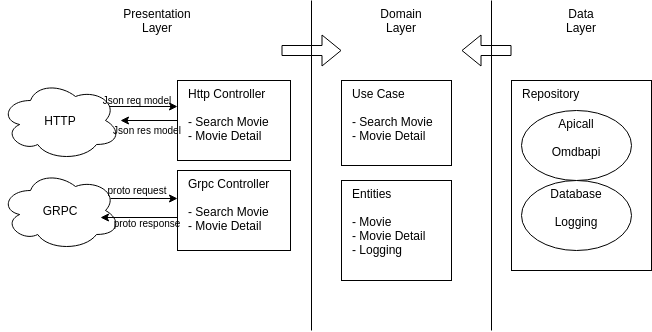 Presentation
Layer
Domain
Layer
Data
Layer
HTTP
Json req model
Json res model
Http Controller
- Search Movie
- Movie Detail
GRPC
proto request
proto response
Grpc Controller
- Search Movie
- Movie Detail
Use Case
- Search Movie
- Movie Detail
Entities
- Movie
- Movie Detail
- Logging
Repository
Apicall
Omdbapi
Database
Logging